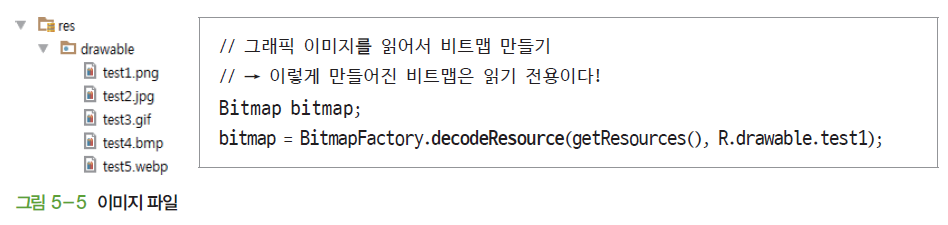 res
drawable
test1.png
test2.jpg
test3.gif
test4.bmp
test5.webp
// 그래픽 이미지를 읽어서 비트맵 만들기
// → 이렇게 만들어진 비트맵은 읽기 전용이다!
Bitmap bitmap;
bitmap = BitmapFactory.decodeResource(getResources(), R.drawable.test1);
그림 5-5 이미지 파일